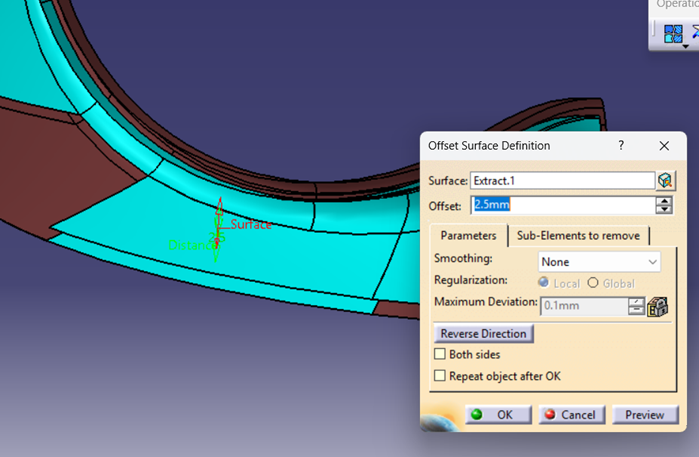 Operatio
Offset Surface Definition ?
Surface: Extract.1
Offset: 2.5mm
Parameters Sub-Elements to remove
Smoothing: None
Regularization: Local Global
Maximum Deviation: 0.1mm
Reverse Direction
Both sides
Repeat object after OK
OK Cancel Preview
Surface
Distance